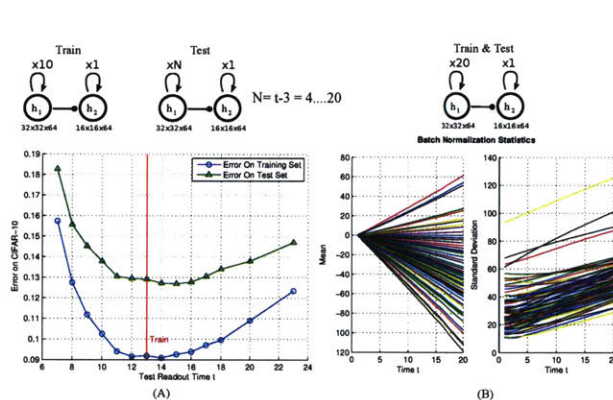 Train
Test
Train & Test
x10
x1
xN
x1
N= t-3 = 4....20
x20
x1
h1
h2
h1
h2
h1
h2
32x32x64
16x16x64
32x32x64
16x16x64
32x32x64
16x16x64
Batch Normalization Statistics
Error on CIFAR-10
0.19
0.18
0.17
0.16
0.15
0.14
0.13
0.12
0.11
0.1
0.09
Error On Training Set
Error On Test Set
Train
6
8
10
12
14
16
18
20
22
24
Test Readout Time t
(A)
Mean
80
60
40
20
0
-20
-40
-60
-80
100
120
0
5
10
15
20
Time t
Standard Deviation
140
120
100
80
60
40
20
0
0
5
10
15
20
Time t
(B)